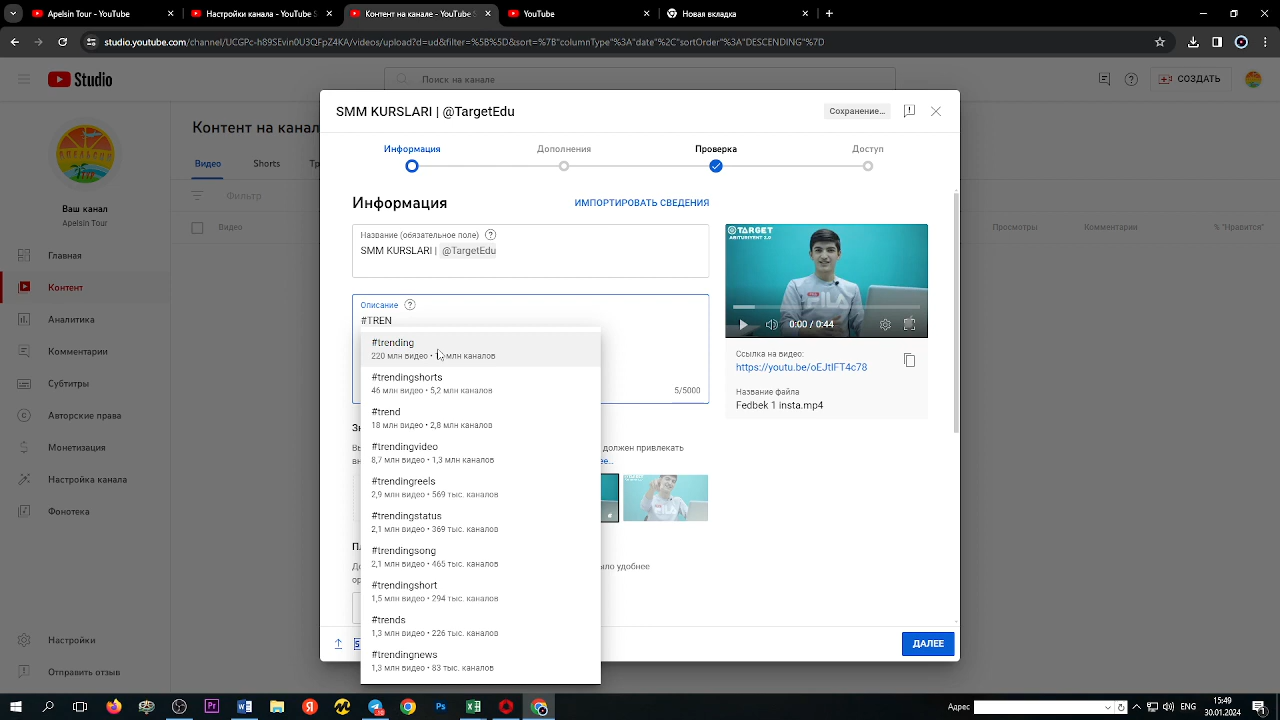 Apelsin Tour - YouTube
Настройки канала - YouTube S
Контент на канале - YouTube S
YouTube
Новая вкладка
studio.youtube.com/channel/UCGPc-h89SEvin0U3QFpZ4KA/videos/upload?d=ud&filter=%5B%5D&sort=%7B"columnType"%3A"date"%2C"sortOrder"%3A"DESCENDING"%7D
Studio
Поиск на канале
СОЗДАТЬ
SMM KURSLARI | @TargetEdu
Сохранение...
Контент на канал
Видео
Shorts
Тр
Фильтр
Видео
Просмотры
Комментарии
% "Нравится"
Ваш канал
Apelsin Tour
Главная
Контент
Аналитика
Комментарии
Субтитры
Авторские права
Монетизация
Настройка канала
Фонотека
Настройки
Отправить отзыв
Информация
Дополнения
Проверка
Доступ
Информация
ИМПОРТИРОВАТЬ СВЕДЕНИЯ
Название (обязательное поле)
SMM KURSLARI | @TargetEdu
Описание
#TREN
5/5000
#trending
220 млн видео • млн каналов
#trendingshorts
46 млн видео • 5,2 млн каналов
#trend
18 млн видео • 2,8 млн каналов
#trendingvideo
8,7 млн видео • 1,3 млн каналов
#trendingreels
2,9 млн видео • 569 тыс. каналов
#trendingstatus
2,1 млн видео • 369 тыс. каналов
#trendingsong
2,1 млн видео • 465 тыс. каналов
#trendingshort
1,5 млн видео • 294 тыс. каналов
#trends
1,3 млн видео • 226 тыс. каналов
#trendingnews
1,3 млн видео • 83 тыс. каналов
должен привлекать
ее...
ыло удобнее
TARGET
ABITURIYENT 2.0
0:00 / 0:44
Ссылка на видео:
Название файла
Fedbek 1 insta.mp4
ДАЛЕЕ
Адрес
ENG
15:49
30.01.2024